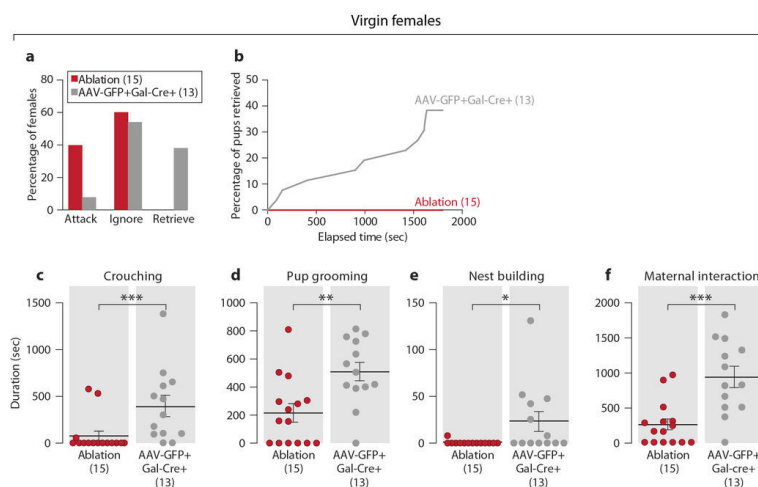 Virgin females
a
Ablation (15)
AAV-GFP+Gal-Cre+ (13)
Percentage of females
80
60
40
20
0
Attack
Ignore
Retrieve
b
Percentage of pups retrieved
50
40
30
20
10
0
AAV-GFP+Gal-Cre+ (13)
Ablation (15)
0
500
1000
1500
2000
Elapsed time (sec)
c
Crouching
Duration (sec)
1500
1000
500
0
***
Ablation
(15)
AAV-GFP+
Gal-Cre+
(13)
d
Pup grooming
1000
800
600
400
200
0
**
Ablation
(15)
AAV-GFP+
Gal-Cre+
(13)
e
Nest building
150
100
50
0
*
Ablation
(15)
AAV-GFP+
Gal-cre+
(13)
f
Maternal interaction
2000
1500
1000
500
0
***
Ablation
(15)
AAV-GFP+
Gal-Cre+
(13)